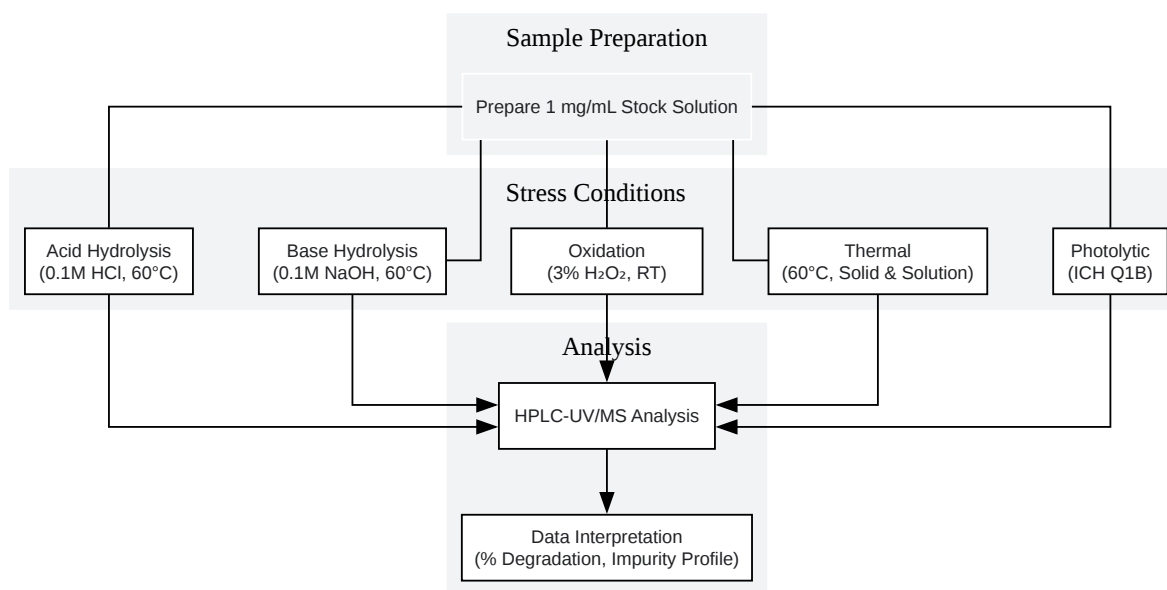 Sample Preparation
Prepare 1 mg/mL Stock Solution
Stress Conditions
Acid Hydrolysis
(0.1M HCl, 60°C)
Base Hydrolysis
(0.1M NaOH, 60°C)
Oxidation
(3% H₂O₂, RT)
Thermal
(60°C, Solid & Solution)
Photolytic
(ICH Q1B)
Analysis
HPLC-UV/MS Analysis
Data Interpretation
(% Degradation, Impurity Profile)